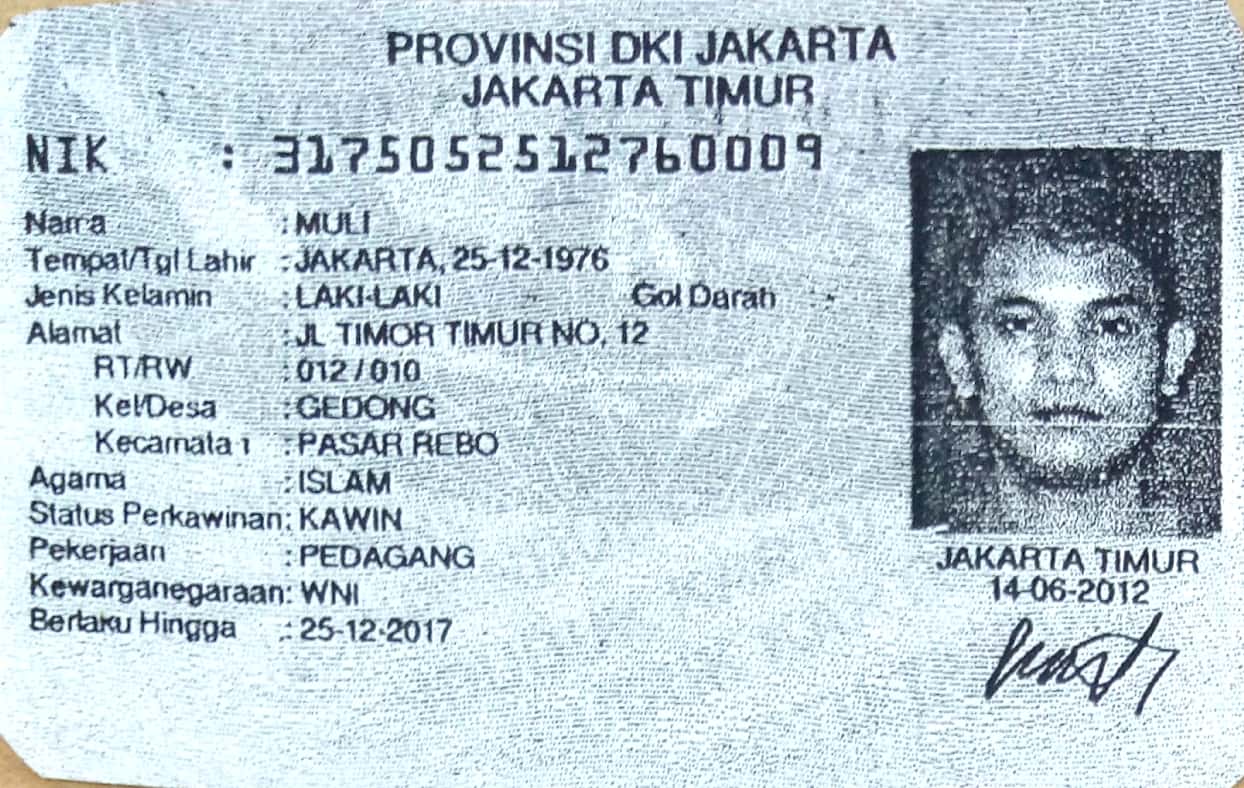 PROVINSI DKI JAKARTA
JAKARTA TIMUR
NIK : 3175052512760009
Nama : MULI
Tempat/Tgl Lahir : JAKARTA, 25-12-1976
Jenis Kelamin : LAKI-LAKI Gol Darah : -
Alamat : JL TIMOR TIMUR NO, 12
RT/RW : 012 / 010
Kel/Desa : GEDONG
Kecamatan : PASAR REBO
Agama : ISLAM
Status Perkawinan: KAWIN
Pekerjaan : PEDAGANG
Kewarganegaraan: WNI
Berlaku Hingga : 25-12-2017
JAKARTA TIMUR
14-06-2012